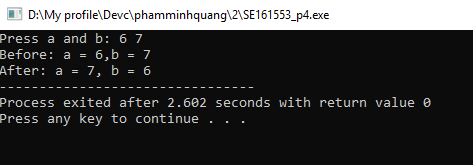 D:\My profile\Devc\phamminhquang\2\SE161553_p4.exe
Press a and b: 6 7
Before: a = 6,b = 7
After: a = 7, b = 6
--------------------------------
Process exited after 2.602 seconds with return value 0
Press any key to continue . . .